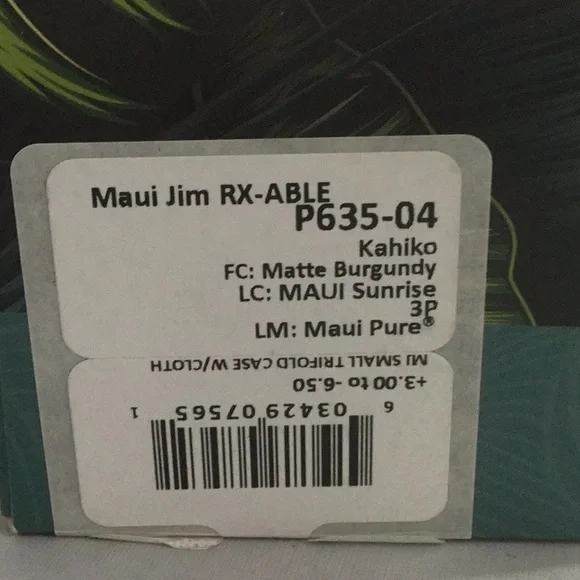 Maui Jim RX-ABLE
P635-04
Kahiko
FC: Matte Burgundy
LC: MAUI Sunrise
3P
LM: Maui Pure®
6 03429 07565 1
+3.00 to -6.50
MJ SMALL TRIFOLD CASE W/CLOTH